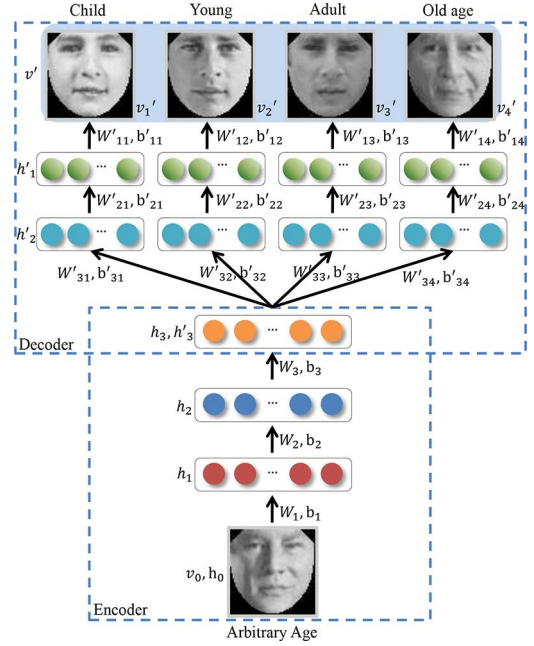 Child Young Adult Old age
v′ v₁′ v₂′ v₃′ v₄′
W′₁₁, b′₁₁ W′₁₂, b′₁₂ W′₁₃, b′₁₃ W′₁₄, b′₁₄
h′₁ ... ... ... ...
W′₂₁, b′₂₁ W′₂₂, b′₂₂ W′₂₃, b′₂₃ W′₂₄, b′₂₄
h′₂ ... ... ... ...
W′₃₁, b′₃₁ W′₃₂, b′₃₂ W′₃₃, b′₃₃ W′₃₄, b′₃₄
h₃, h′₃ ...
Decoder
W₃, b₃
h₂ ...
W₂, b₂
h₁ ...
W₁, b₁
v₀, h₀
Encoder
Arbitrary Age